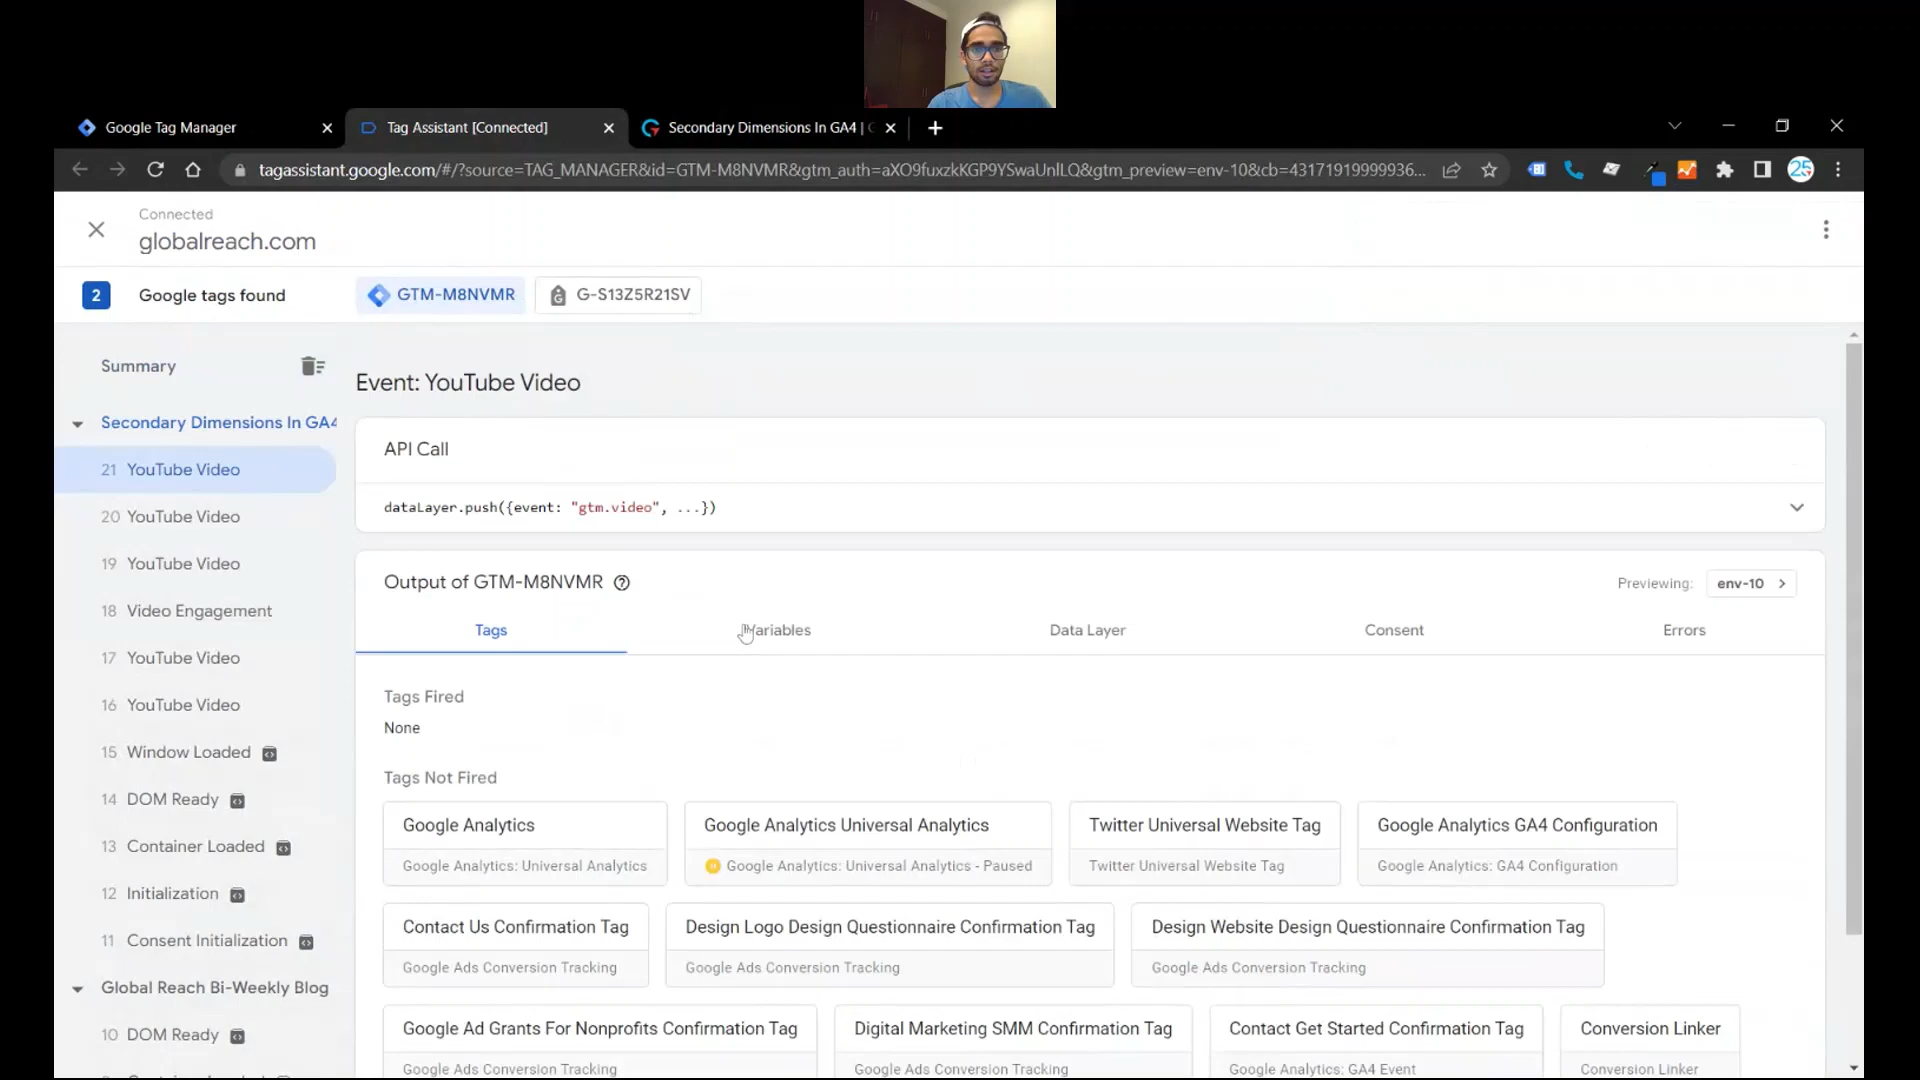 Google Tag Manager
Tag Assistant [Connected]
Secondary Dimensions In GA4 |
tagassistant.google.com/#/?source=TAG_MANAGER&id=GTM-M8NVMR&gtm_auth=aXO9fuxzkKGP9YSwaUnlLQ&gtm_preview=env-10&cb=43171919999936...
25
Connected
globalreach.com
2 Google tags found
GTM-M8NVMR
G-S13Z5R21SV
Summary
Secondary Dimensions In GA4
21 YouTube Video
20 YouTube Video
19 YouTube Video
18 Video Engagement
17 YouTube Video
16 YouTube Video
15 Window Loaded
14 DOM Ready
13 Container Loaded
12 Initialization
11 Consent Initialization
Global Reach Bi-Weekly Blog
10 DOM Ready
Event: YouTube Video
API Call
dataLayer.push({event: "gtm.video", ...})
Output of GTM-M8NVMR
Previewing: env-10
Tags
Variables
Data Layer
Consent
Errors
Tags Fired
None
Tags Not Fired
Google Analytics
Google Analytics: Universal Analytics
Google Analytics Universal Analytics
Google Analytics: Universal Analytics - Paused
Twitter Universal Website Tag
Twitter Universal Website Tag
Google Analytics GA4 Configuration
Google Analytics: GA4 Configuration
Contact Us Confirmation Tag
Google Ads Conversion Tracking
Design Logo Design Questionnaire Confirmation Tag
Google Ads Conversion Tracking
Design Website Design Questionnaire Confirmation Tag
Google Ads Conversion Tracking
Google Ad Grants For Nonprofits Confirmation Tag
Google Ads Conversion Tracking
Digital Marketing SMM Confirmation Tag
Google Ads Conversion Tracking
Contact Get Started Confirmation Tag
Google Analytics: GA4 Event
Conversion Linker
Conversion Linker